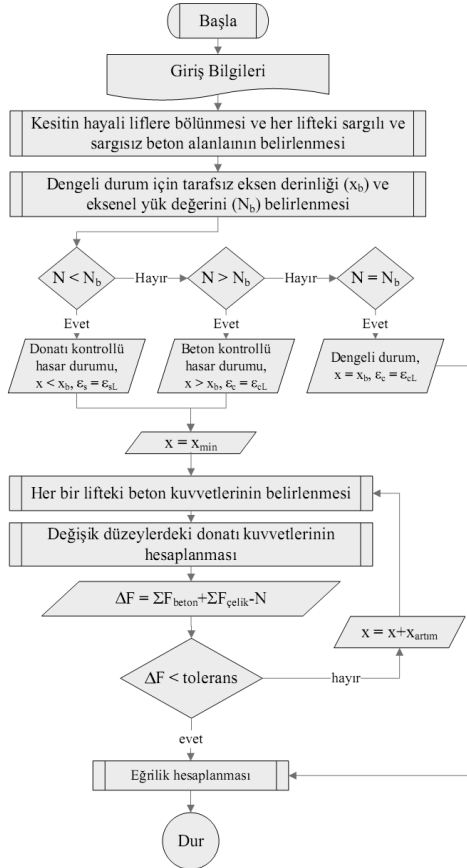 Başla
Giriş Bilgileri
Kesitin hayali liflere bölünmesi ve her lifteki sargılı ve
sargısız beton alanlaının belirlenmesi
Dengeli durum için tarafsız eksen derinliği (xb) ve
eksenel yük değerini (Nb) belirlenmesi
N < Nb
Hayır
N > Nb
Hayır
N = Nb
Evet
Evet
Evet
Donatı kontrollü
hasar durumu,
x < xb, εs = εsL
Beton kontrollü
hasar durumu,
x > xb, εc = εcL
Dengeli durum,
x = xb, εc = εcL
x = xmin
Her bir lifteki beton kuvvetlerinin belirlenmesi
Değişik düzeylerdeki donatı kuvvetlerinin
hesaplanması
ΔF = ΣFbeton+ΣFçelik-N
x = x+xartım
ΔF < tolerans
hayır
evet
Eğrilik hesaplanması
Dur